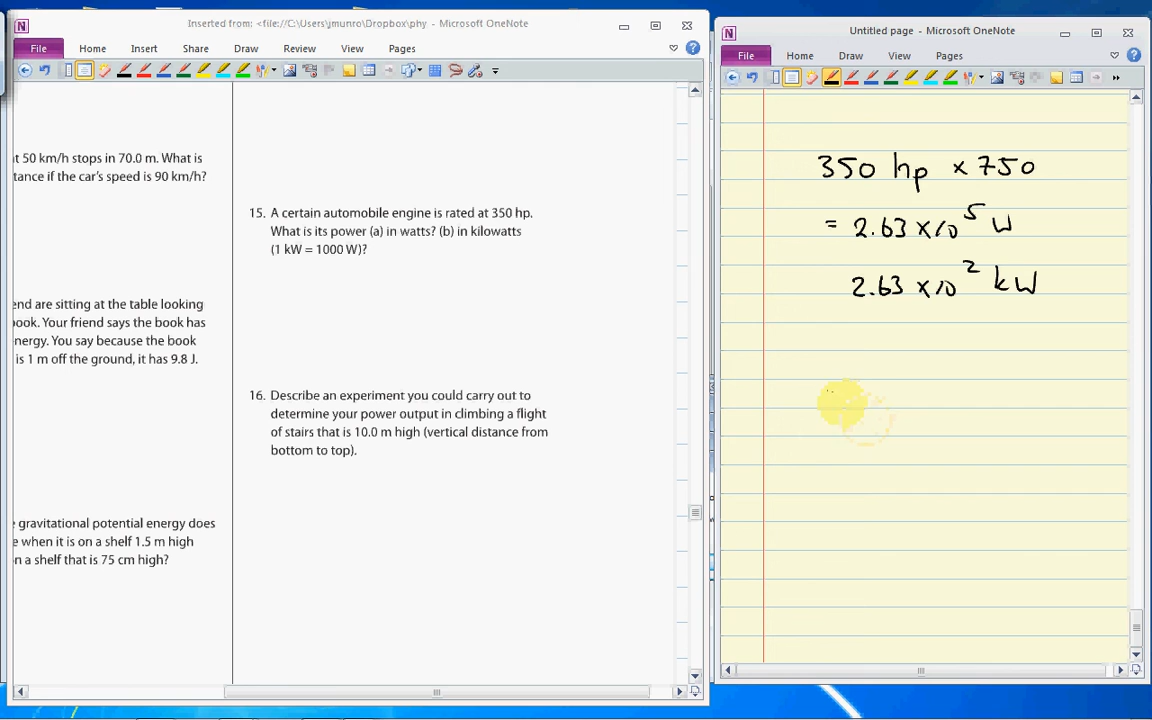 Inserted from: <file://C:\Users\jmunro\Dropbox\phy - Microsoft OneNote
File Home Insert Share Draw Review View Pages
t 50 km/h stops in 70.0 m. What is
tance if the car's speed is 90 km/h?
end are sitting at the table looking
book. Your friend says the book has
nergy. You say because the book
is 1 m off the ground, it has 9.8 J.
e gravitational potential energy does
e when it is on a shelf 1.5 m high
n a shelf that is 75 cm high?
15. A certain automobile engine is rated at 350 hp.
What is its power (a) in watts? (b) in kilowatts
(1 kW = 1000 W)?
16. Describe an experiment you could carry out to
determine your power output in climbing a flight
of stairs that is 10.0 m high (vertical distance from
bottom to top).
Untitled page - Microsoft OneNote
File Home Draw View Pages
350 hp × 750
= 2.63 × 10⁵ W
2.63 × 10² kW